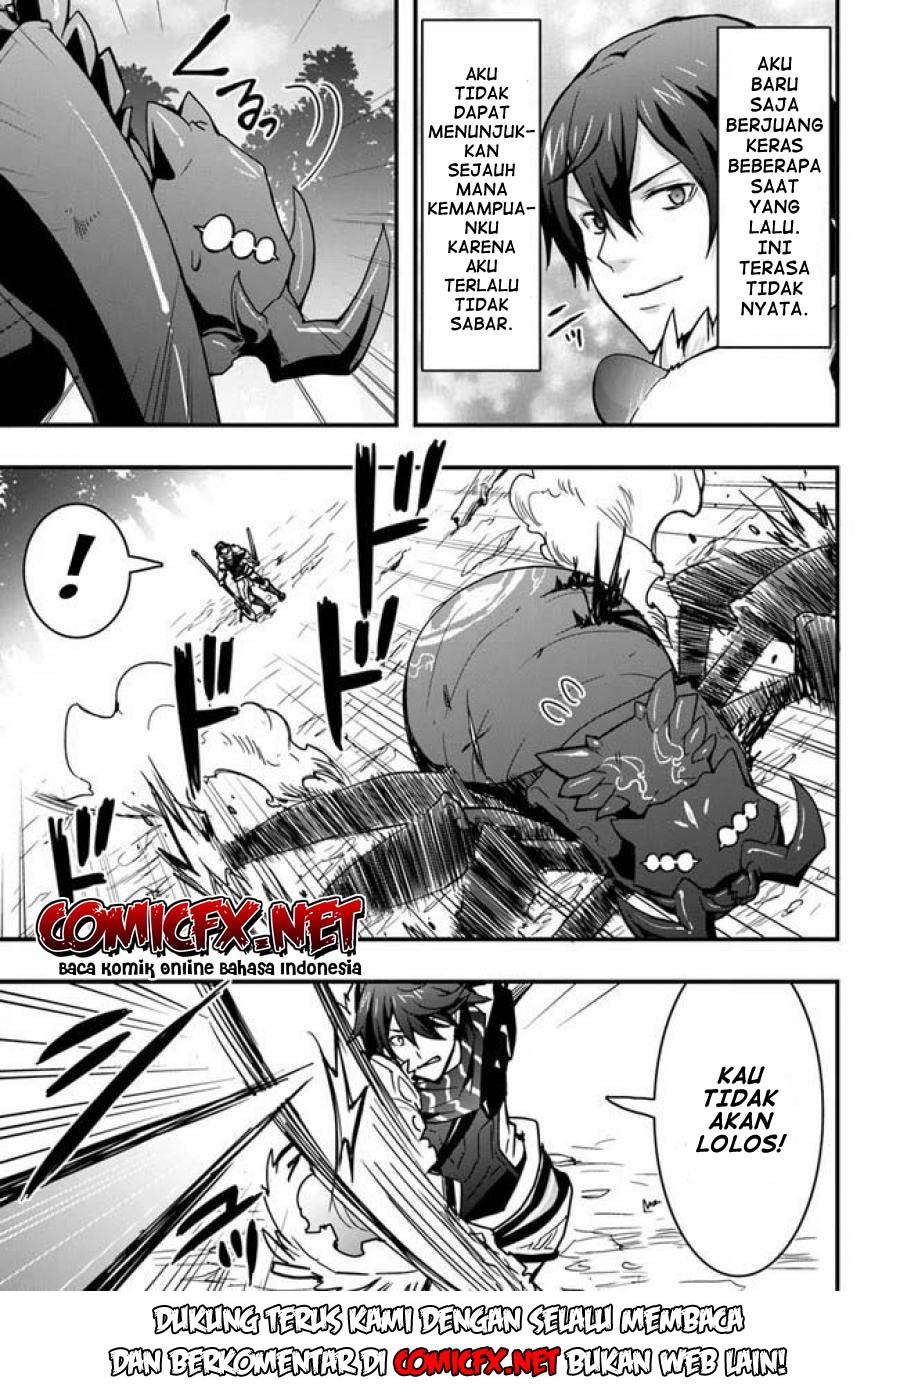 AKU
BARU
SAJA
BERJUANG
KERAS
BEBERAPA
SAAT
YANG
LALU.
INI
TERASA
TIDAK
NYATA.
AKU
TIDAK
DAPAT
MENUNJUK-
KAN
SEJAUH
MANA
KEMAMPUA-
NKU
KARENA
AKU
TERLALU
TIDAK
SABAR.
くるっ
!
ドドドド
COMICFX.NET
BACA KOMIK ONLINE BAHASA INDONESIA
KAU
TIDAK
AKAN
LOLOS!
DUKUNG TERUS KAMI DENGAN SELALU MEMBACA
DAN BERKOMENTAR DI COMICFX.NET BUKAN WEB LAIN!